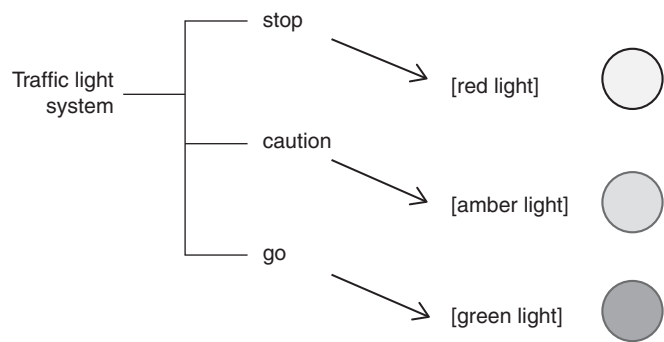 stop
Traffic light
system
[red light]
caution
[amber light]
go
[green light]